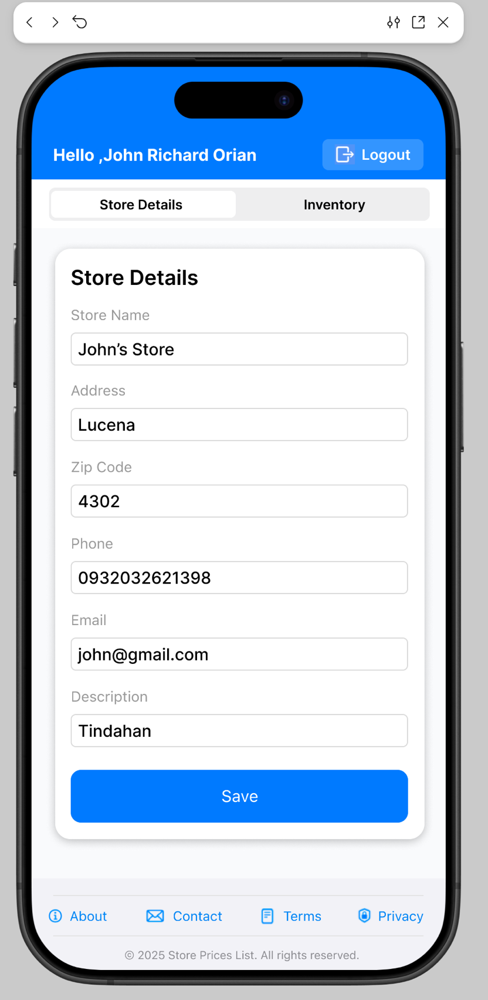 Hello ,John Richard Orian
Logout
Store Details
Inventory
Store Details
Store Name
John’s Store
Address
Lucena
Zip Code
4302
Phone
0932032621398
Email
john@gmail.com
Description
Tindahan
Save
About
Contact
Terms
Privacy
© 2025 Store Prices List. All rights reserved.